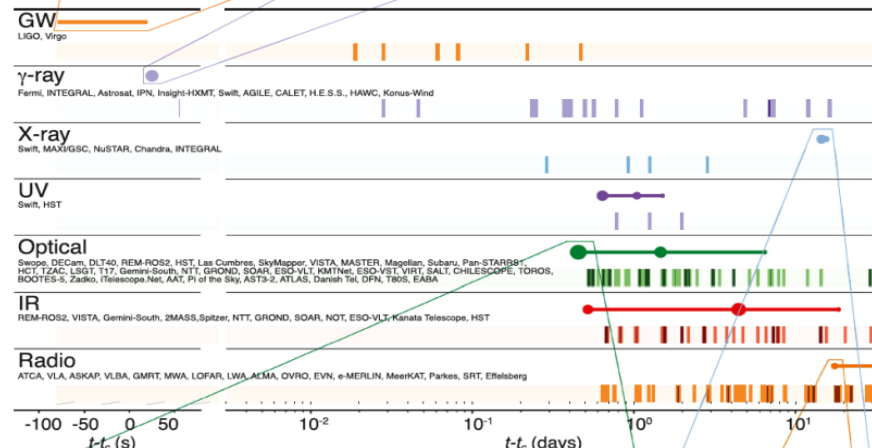 GW
LIGO, Virgo
γ-ray
Fermi, INTEGRAL, Astrosat, IPN, Insight-HXMT, Swift, AGILE, CALET, H.E.S.S., HAWC, Konus-Wind
X-ray
Swift, MAXI/GSC, NuSTAR, Chandra, INTEGRAL
UV
Swift, HST
Optical
Swope, DECam, DLT40, REM-ROS2, HST, Las Cumbres, SkyMapper, VISTA, MASTER, Magellan, Subaru, Pan-STARRS1,
HCT, TZAC, LSGT, T17, Gemini-South, NTT, GROND, SOAR, ESO-VLT, KMTNet, ESO-VST, VIRT, SALT, CHILESCOPE, TOROS,
BOOTES-5, Zadko, iTelescope.Net, AAT, Pi of the Sky, AST3-2, ATLAS, Danish Tel, DFN, T80S, EABA
IR
REM-ROS2, VISTA, Gemini-South, 2MASS,Spitzer, NTT, GROND, SOAR, NOT, ESO-VLT, Kanata Telescope, HST
Radio
ATCA, VLA, ASKAP, VLBA, GMRT, MWA, LOFAR, LWA, ALMA, OVRO, EVN, e-MERLIN, MeerKAT, Parkes, SRT, Effelsberg
-100 -50 0 50 10⁻² 10⁻¹ 10⁰ 10¹
t-tc (s) t-tc (days)